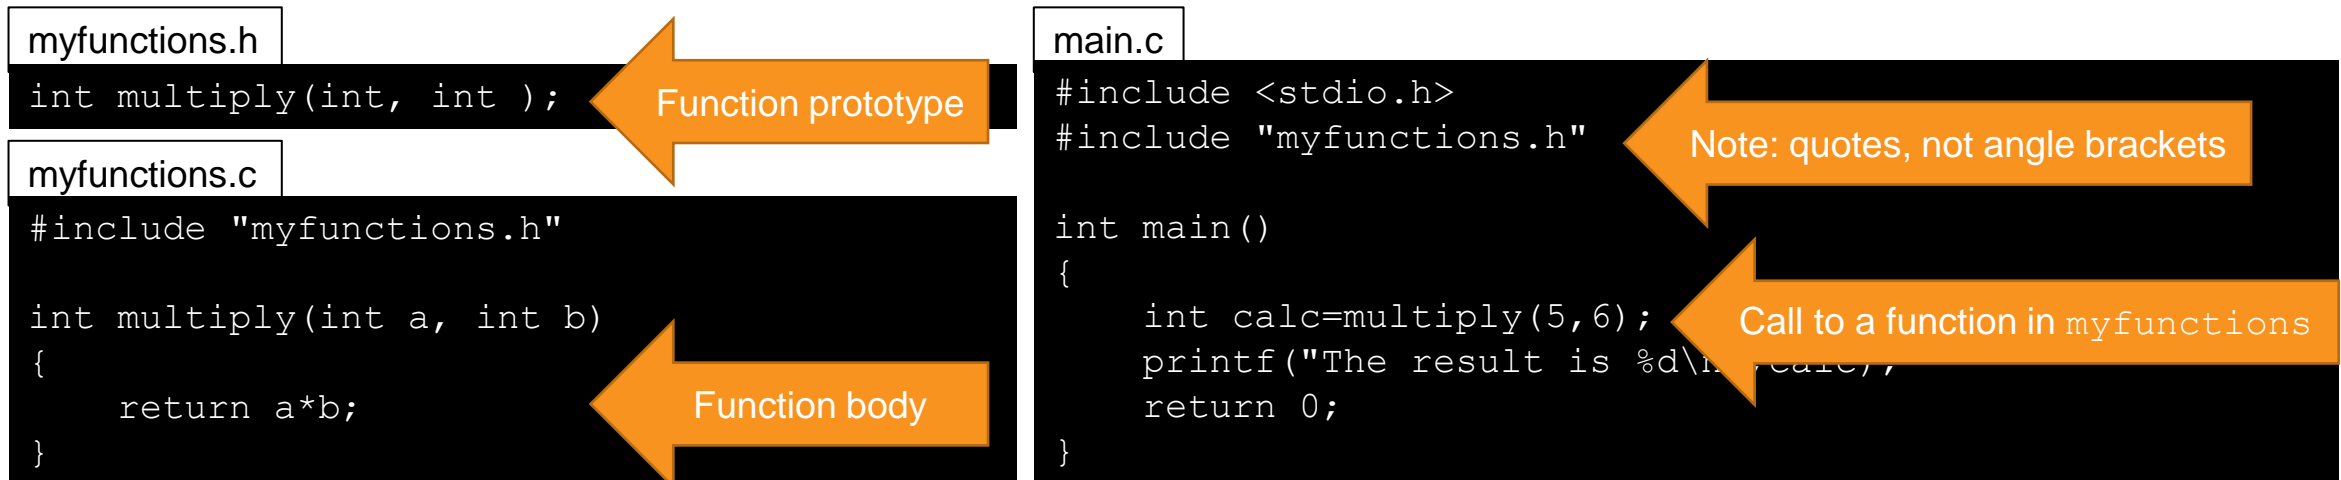 myfunctions.h
int multiply(int, int );
Function prototype
myfunctions.c
#include "myfunctions.h"
int multiply(int a, int b)
{
return a*b;
Function body
}
main.c
#include <stdio.h>
#include "myfunctions.h"
Note: quotes, not angle brackets
int main()
{
int calc=multiply(5,6);
Call to a function in myfunctions
printf("The result is %d\n",calc);
return 0;
}